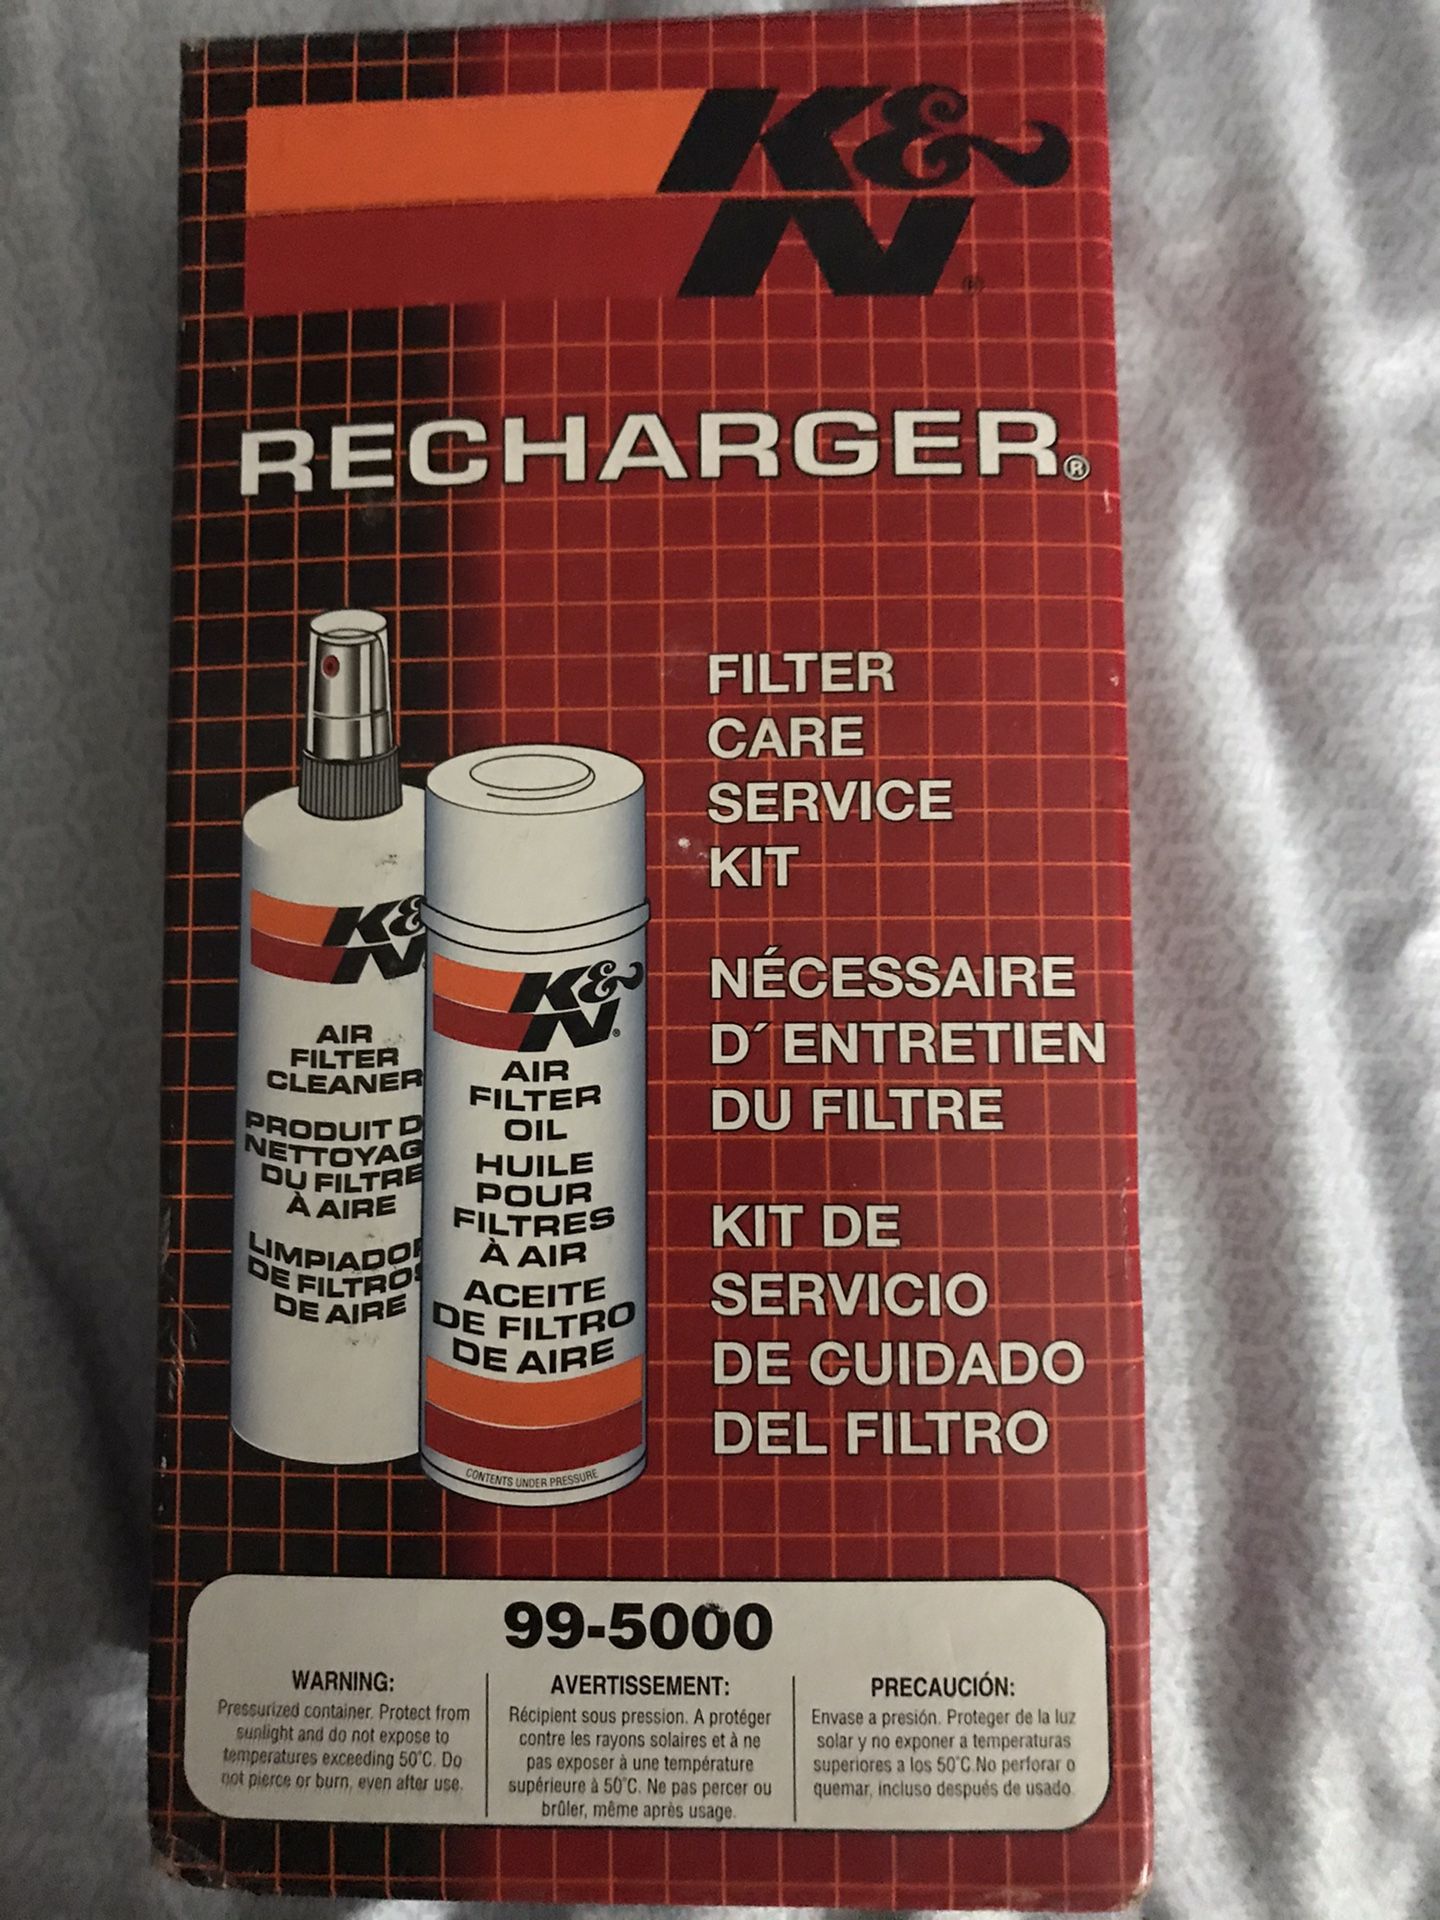 K&
N®
RECHARGER®
FILTER
CARE
SERVICE
KIT
NÉCESSAIRE
D´ENTRETIEN
DU FILTRE
KIT DE
SERVICIO
DE CUIDADO
DEL FILTRO
K&
N
AIR
FILTER
CLEANER
PRODUIT D
NETTOYAG
DU FILTRE
À AIRE
LIMPIADOR
DE FILTROS
DE AIRE
K&
N®
AIR
FILTER
OIL
HUILE
POUR
FILTRES
À AIR
ACEITE
DE FILTRO
DE AIRE
CONTENTS UNDER PRESSURE
99-5000
WARNING:
Pressurized container. Protect from
sunlight and do not expose to
temperatures exceeding 50°C. Do
not pierce or burn, even after use.
AVERTISSEMENT:
Récipient sous pression. A protéger
contre les rayons solaires et à ne
pas exposer à une température
supérieure à 50°C. Ne pas percer ou
brûler, même après usage.
PRECAUCIÓN:
Envase a presión. Proteger de la luz
solar y no exponer a temperaturas
superiores a los 50°C.No perforar o
quemar, incluso después de usado.